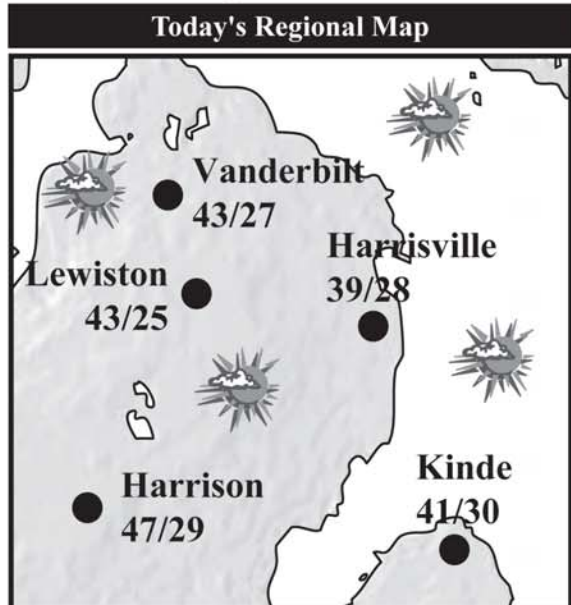 Today's Regional Map
Vanderbilt
43/27
Harrisville
39/28
Lewiston
43/25
Harrison
47/29
Kinde
41/30